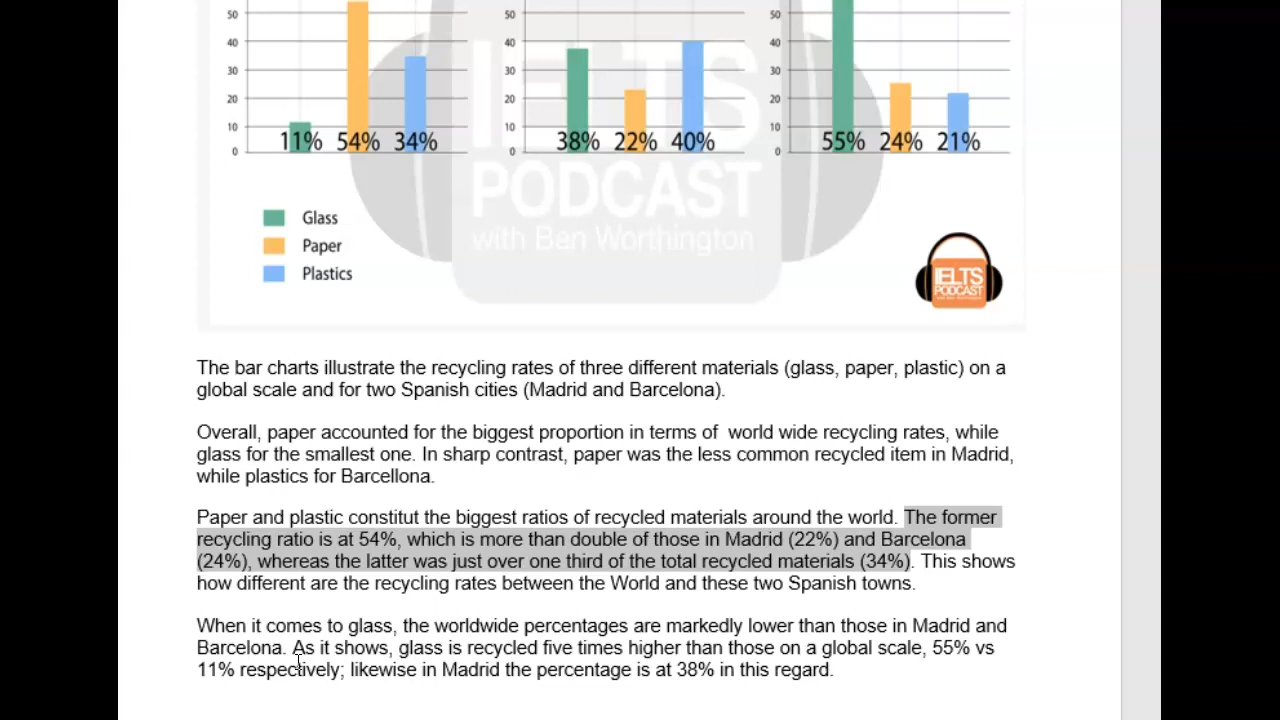 50 50 50
40 40 40
30 30 30
20 20 20
10 10 10
11% 54% 34% 38% 22% 40% 55% 24% 21%
0 0 0
IELTS
PODCAST
with Ben Worthington
Glass
Paper
Plastics
IELTS
PODCAST
The bar charts illustrate the recycling rates of three different materials (glass, paper, plastic) on a
global scale and for two Spanish cities (Madrid and Barcelona).
Overall, paper accounted for the biggest proportion in terms of  world wide recycling rates, while
glass for the smallest one. In sharp contrast, paper was the less common recycled item in Madrid,
while plastics for Barcellona.
Paper and plastic constitut the biggest ratios of recycled materials around the world. The former
recycling ratio is at 54%, which is more than double of those in Madrid (22%) and Barcelona
(24%), whereas the latter was just over one third of the total recycled materials (34%). This shows
how different are the recycling rates between the World and these two Spanish towns.
When it comes to glass, the worldwide percentages are markedly lower than those in Madrid and
Barcelona. As it shows, glass is recycled five times higher than those on a global scale, 55% vs
11% respectively; likewise in Madrid the percentage is at 38% in this regard.